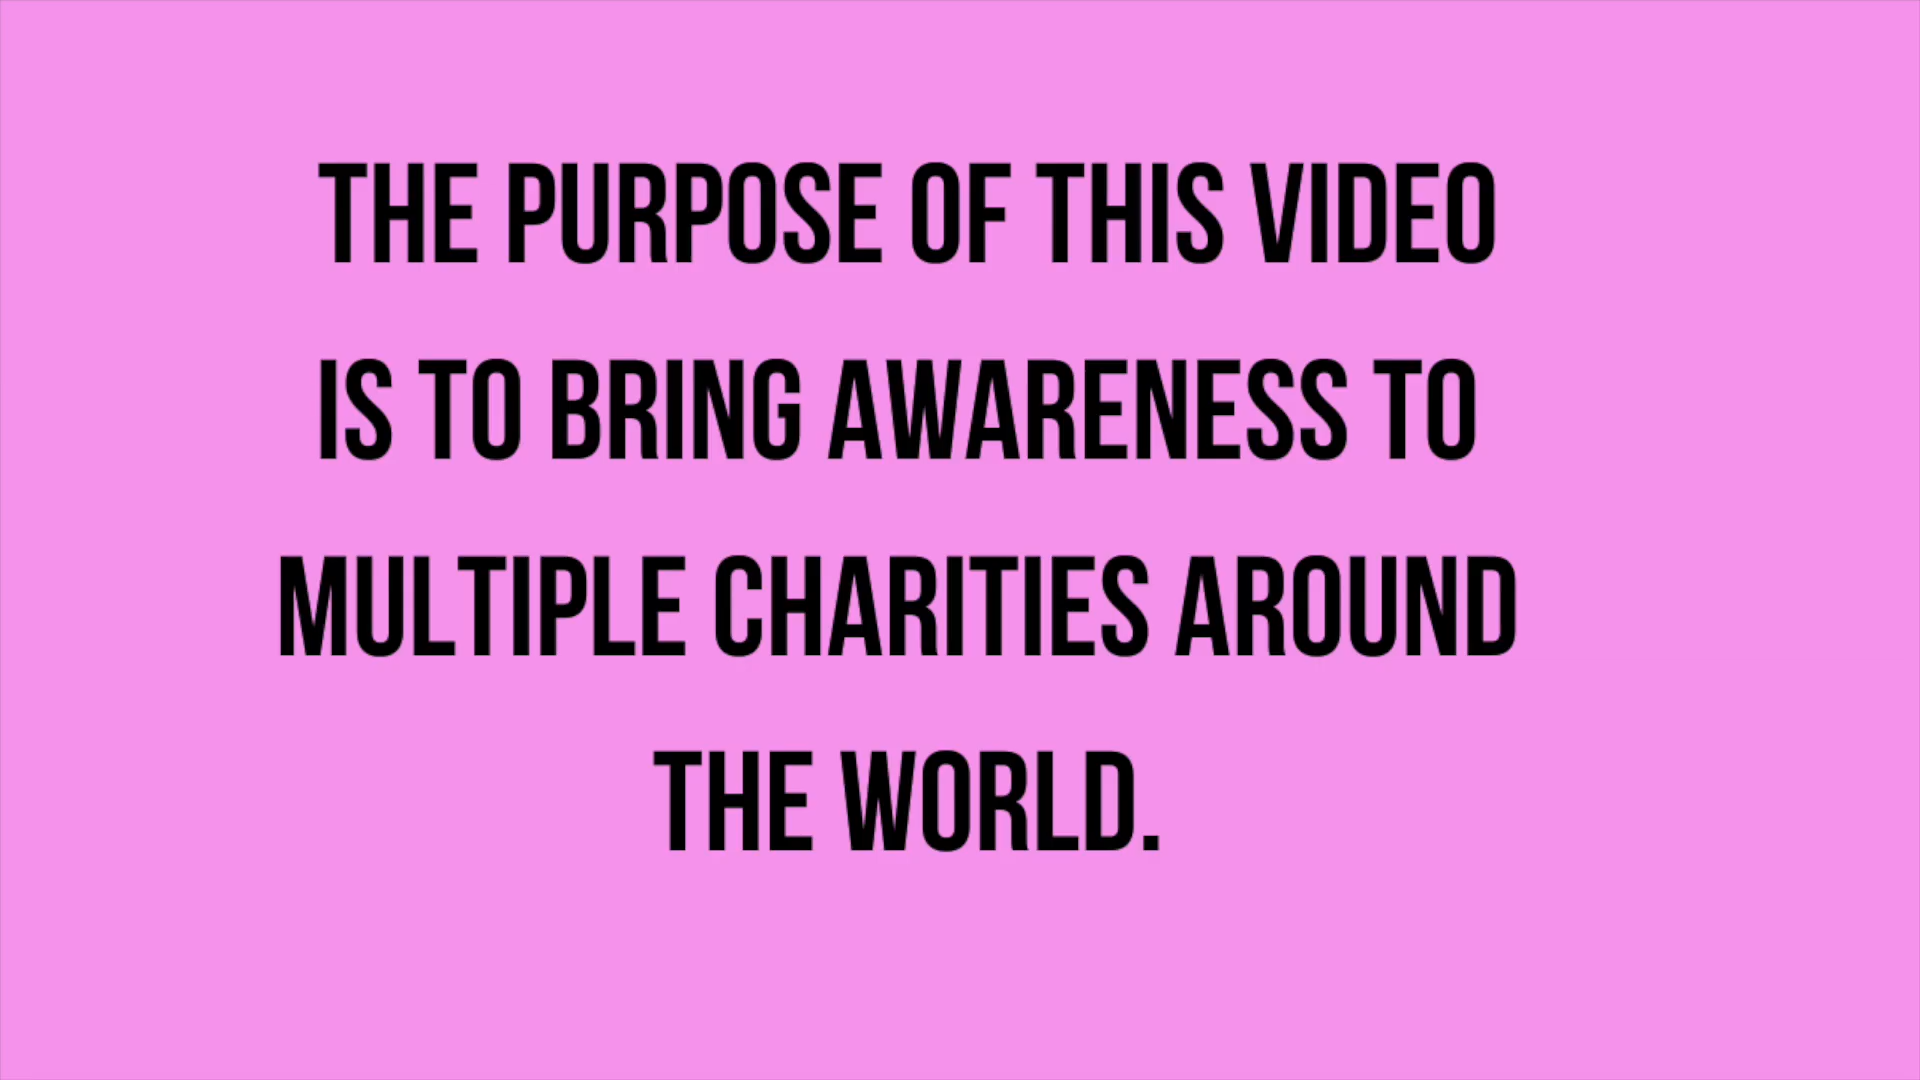 THE PURPOSE OF THIS VIDEO
IS TO BRING AWARENESS TO
MULTIPLE CHARITIES AROUND
THE WORLD.